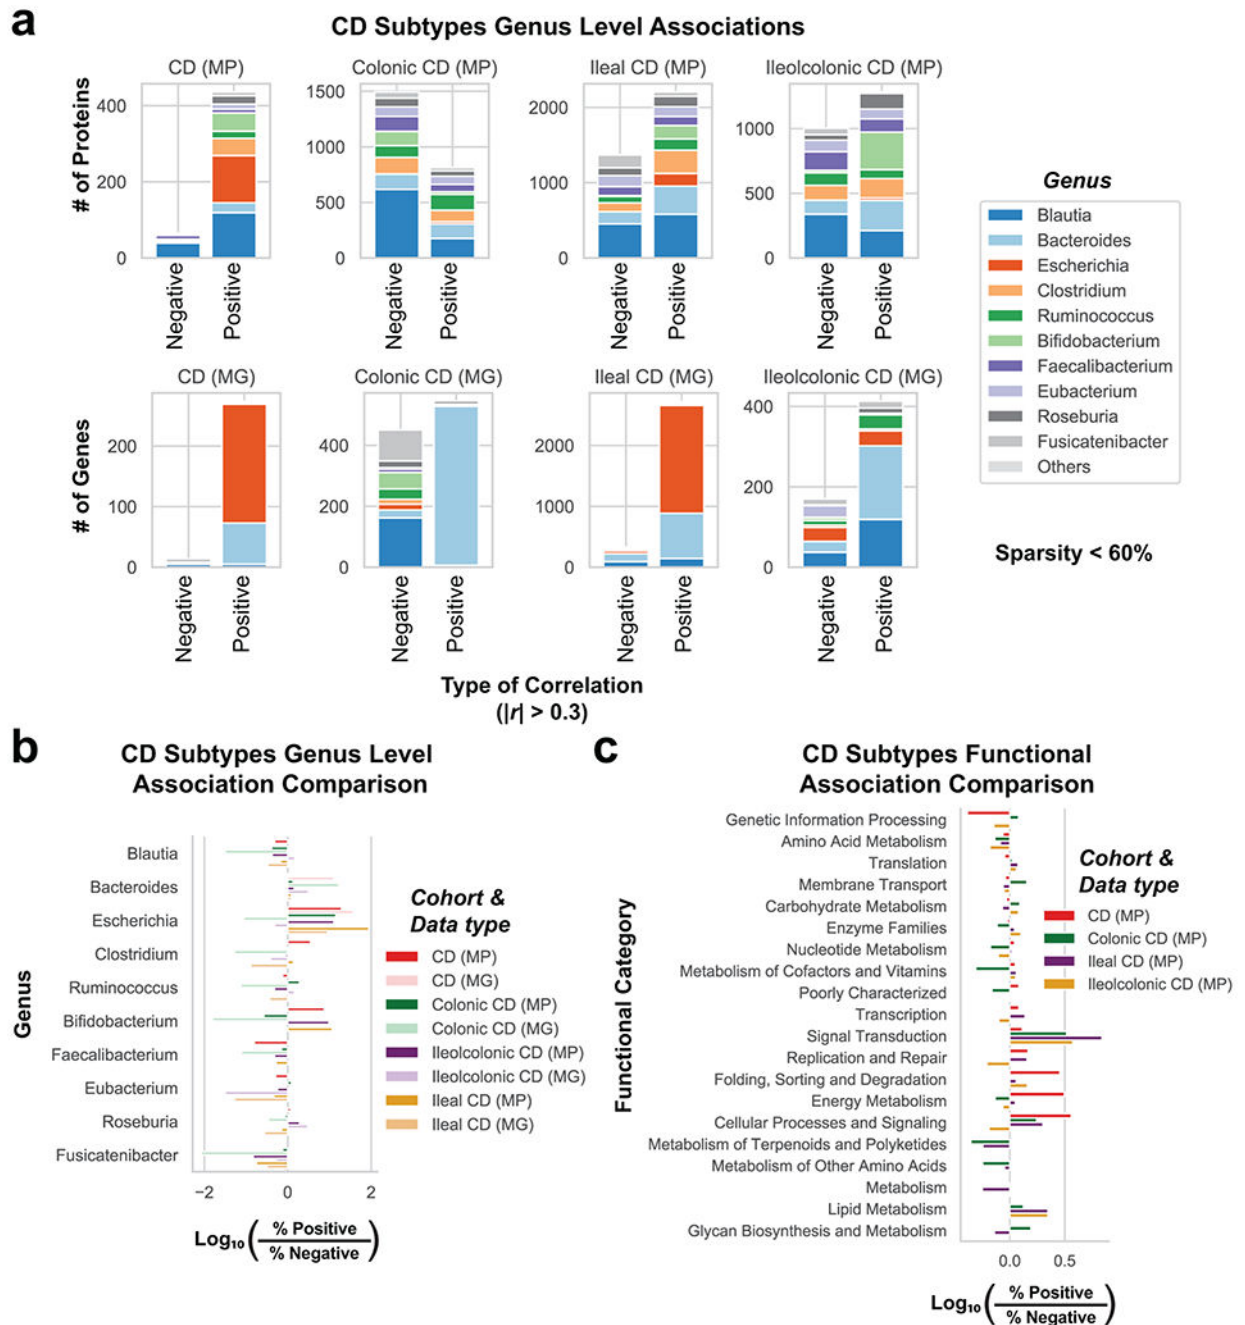 a
CD Subtypes Genus Level Associations
CD (MP)
Colonic CD (MP)
Ileal CD (MP)
Ileolcolonic CD (MP)
# of Proteins
400
200
0
1500
1000
500
0
2000
1000
0
1000
500
0
Negative
Positive
Negative
Positive
Negative
Positive
Negative
Positive
Genus
Blautia
Bacteroides
Escherichia
Clostridium
Ruminococcus
Bifidobacterium
Faecalibacterium
Eubacterium
Roseburia
Fusicatenibacter
Others
Sparsity < 60%
CD (MG)
Colonic CD (MG)
Ileal CD (MG)
Ileolcolonic CD (MG)
# of Genes
200
100
0
400
200
0
2000
1000
0
400
200
0
Negative
Positive
Negative
Positive
Negative
Positive
Negative
Positive
Type of Correlation
(|r| > 0.3)
b
CD Subtypes Genus Level
Association Comparison
Genus
Blautia
Bacteroides
Escherichia
Clostridium
Ruminococcus
Bifidobacterium
Faecalibacterium
Eubacterium
Roseburia
Fusicatenibacter
−2
0
2
Log₁₀ ( % Positive
% Negative )
Cohort &
Data type
CD (MP)
CD (MG)
Colonic CD (MP)
Colonic CD (MG)
Ileolcolonic CD (MP)
Ileolcolonic CD (MG)
Ileal CD (MP)
Ileal CD (MG)
c
CD Subtypes Functional
Association Comparison
Functional Category
Genetic Information Processing
Amino Acid Metabolism
Translation
Membrane Transport
Carbohydrate Metabolism
Enzyme Families
Nucleotide Metabolism
Metabolism of Cofactors and Vitamins
Poorly Characterized
Transcription
Signal Transduction
Replication and Repair
Folding, Sorting and Degradation
Energy Metabolism
Cellular Processes and Signaling
Metabolism of Terpenoids and Polyketides
Metabolism of Other Amino Acids
Metabolism
Lipid Metabolism
Glycan Biosynthesis and Metabolism
0.0
0.5
Log₁₀ ( % Positive
% Negative )
Cohort &
Data type
CD (MP)
Colonic CD (MP)
Ileal CD (MP)
Ileolcolonic CD (MP)